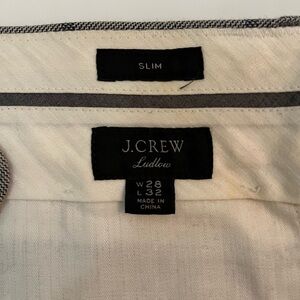 SLIM
J.CREW
Ludlow
W 28
L 32
MADE IN
CHINA